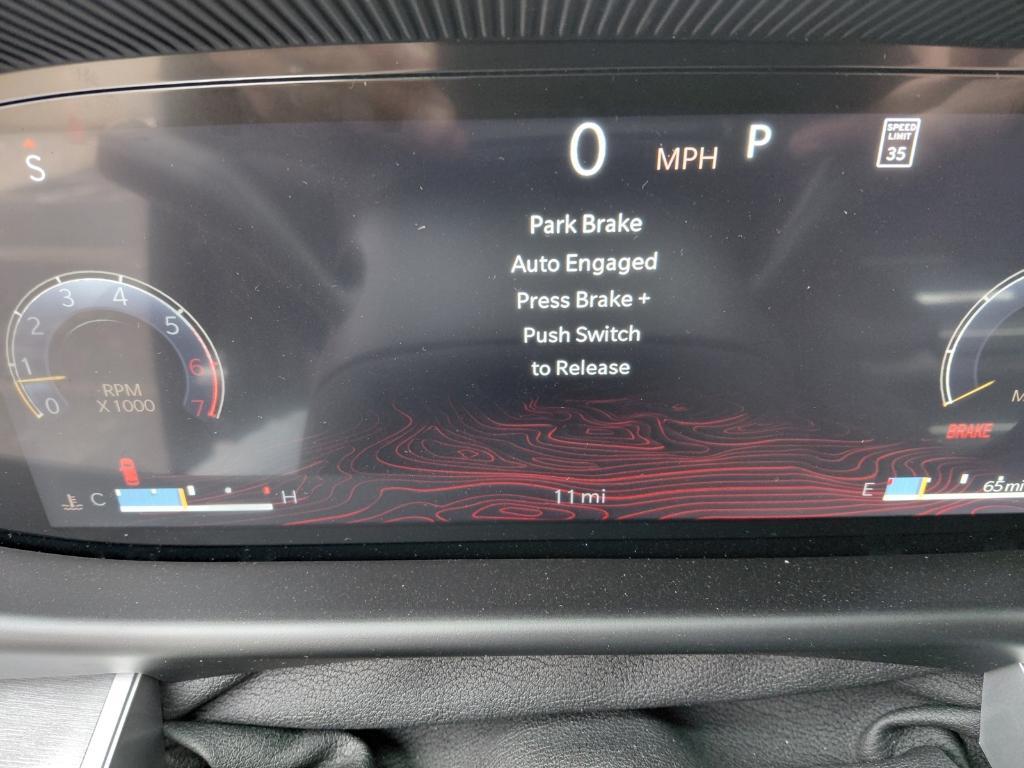 S
0 MPH P
SPEED
LIMIT
35
Park Brake
Auto Engaged
Press Brake +
Push Switch
to Release
0 1 2 3 4 5 6 7
RPM
X 1000
BRAKE
C H
11 mi
E 65 mi